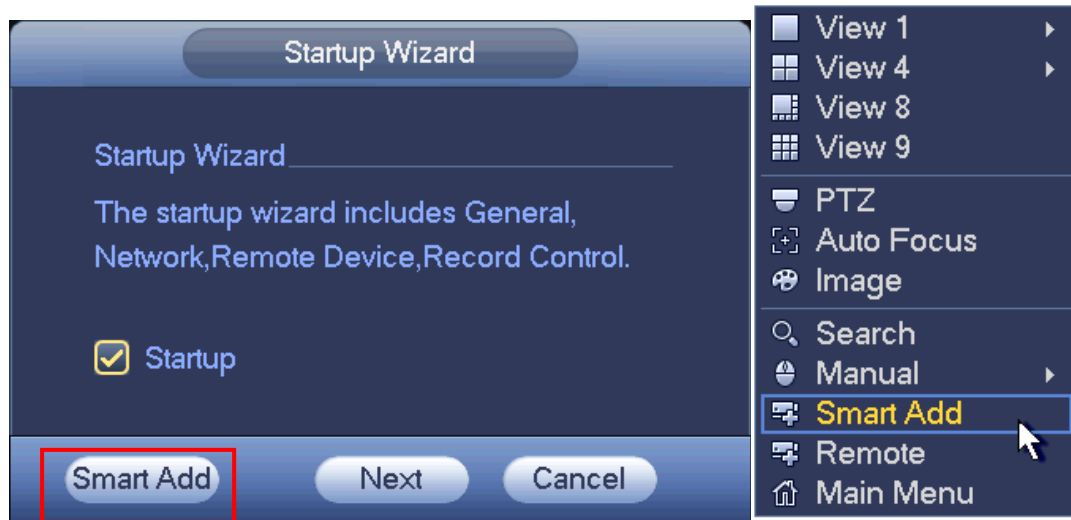 Startup Wizard
Startup Wizard
The startup wizard includes General,
Network,Remote Device,Record Control.
Startup
Smart Add
Next
Cancel
View 1
View 4
View 8
View 9
PTZ
Auto Focus
Image
Search
Manual
Smart Add
Remote
Main Menu